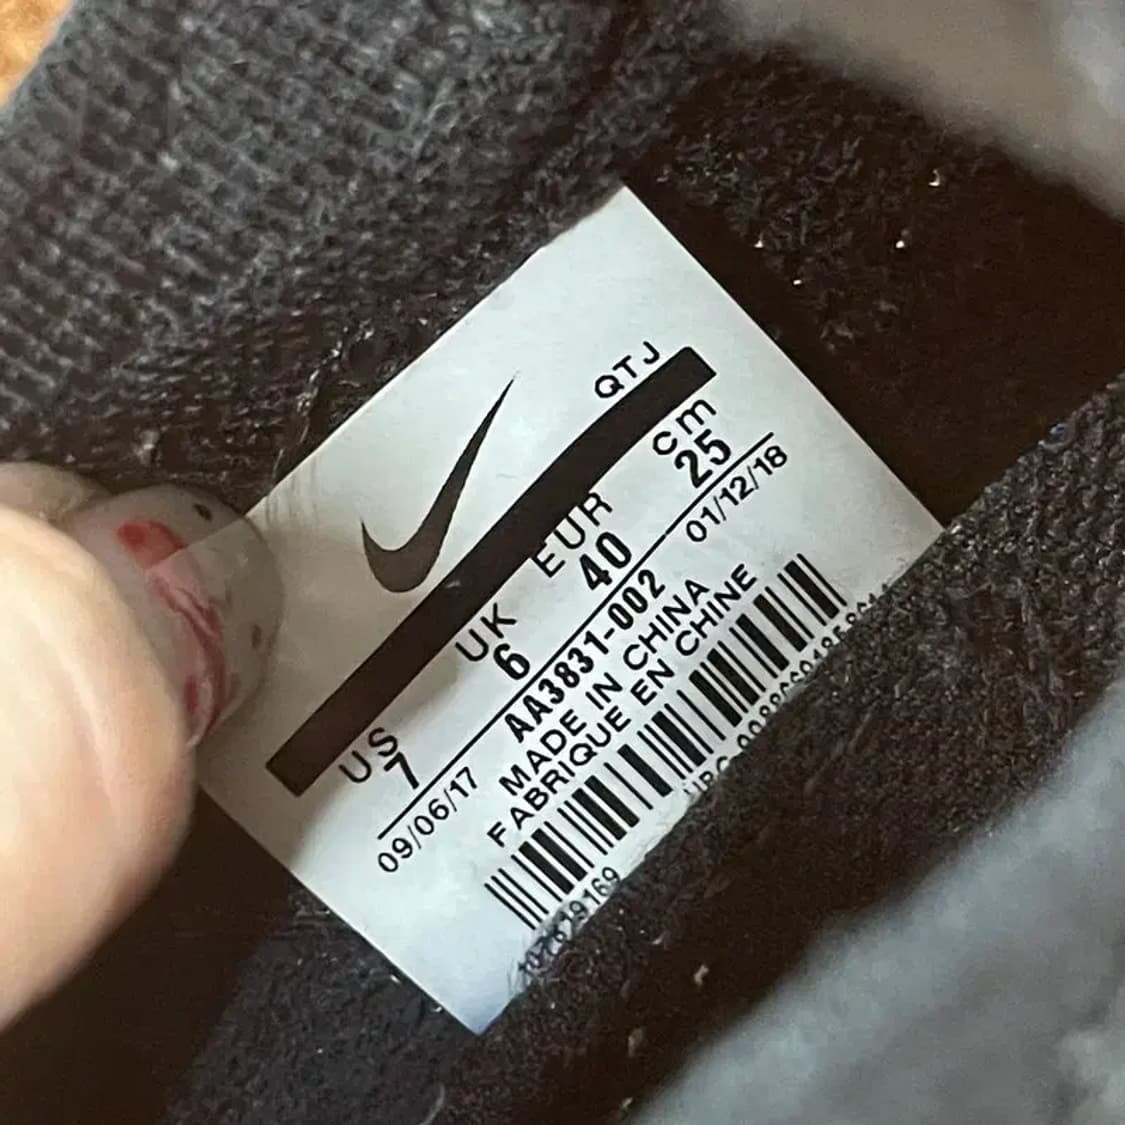 QTJ
US UK EUR cm
7 6 40 25
09/06/17 AA3831-002 01/12/18
MADE IN CHINA
FABRIQUE EN CHINE